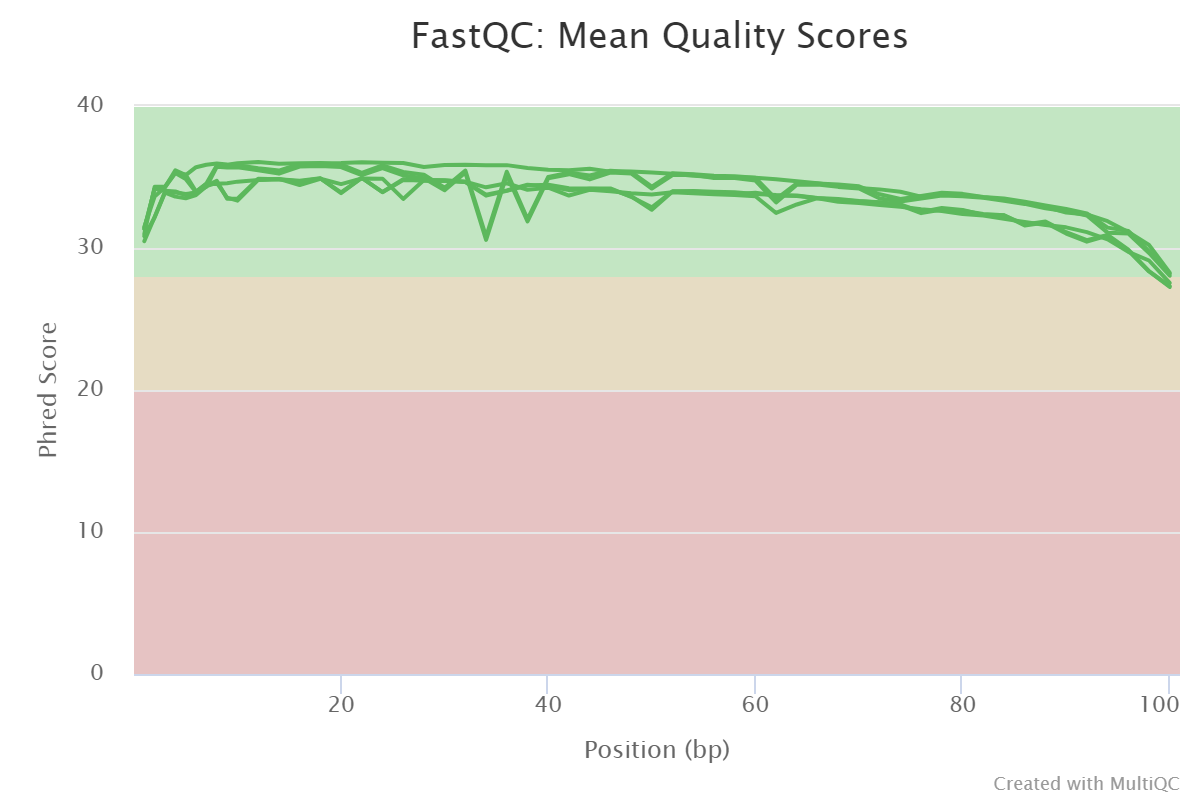 FastQC: Mean Quality Scores
40
30
20
10
0
Phred Score
20 40 60 80 100
Position (bp)
Created with MultiQC